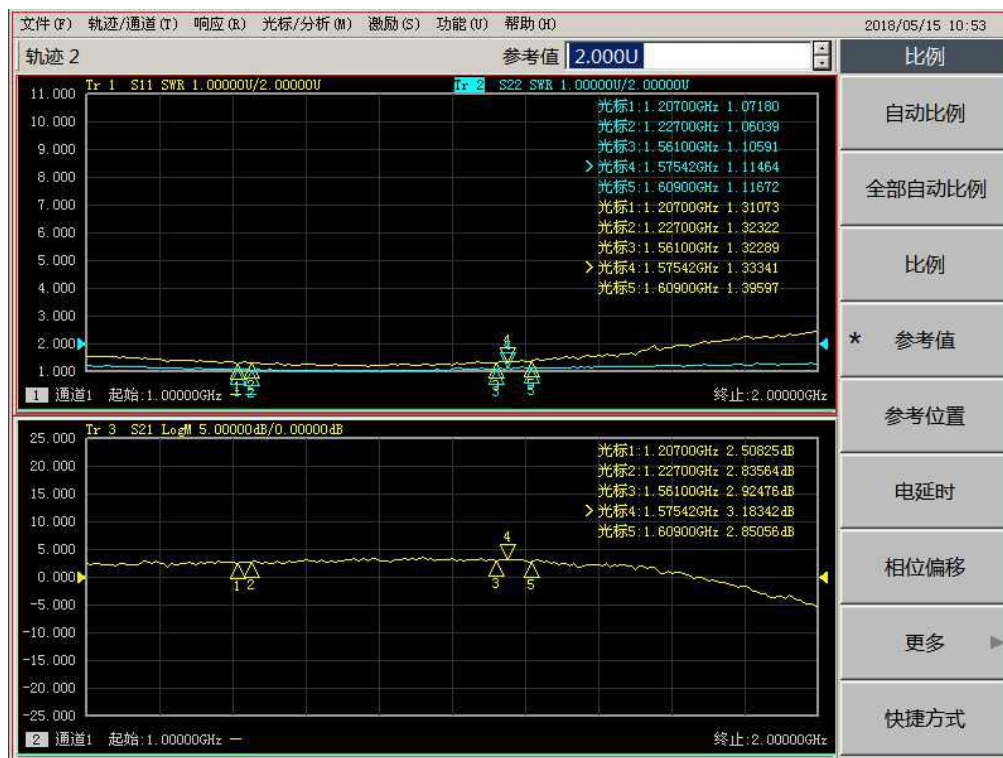 文件(F) 轨迹/通道(T) 响应(R) 光标/分析(M) 激励(S) 功能(U) 帮助(H) 2018/05/15 10:53
轨迹 2 参考值 2.000U 比例
Tr 1 S11 SWR 1.00000U/2.00000U Tr 2 S22 SWR 1.00000U/2.00000U
11.000
10.000
9.000
8.000
7.000
6.000
5.000
4.000
3.000
2.000
1.000
光标1:1.20700GHz 1.07180
光标2:1.22700GHz 1.06039
光标3:1.56100GHz 1.10591
>光标4:1.57542GHz 1.11464
光标5:1.60900GHz 1.11672
光标1:1.20700GHz 1.31073
光标2:1.22700GHz 1.32322
光标3:1.56100GHz 1.32289
>光标4:1.57542GHz 1.33341
光标5:1.60900GHz 1.39597
4
1 2 3 5
1 通道1 起始:1.00000GHz 终止:2.00000GHz
Tr 3 S21 LogM 5.00000dB/0.00000dB
25.000
20.000
15.000
10.000
5.000
0.000
-5.000
-10.000
-15.000
-20.000
-25.000
光标1:1.20700GHz 2.50825dB
光标2:1.22700GHz 2.83564dB
光标3:1.56100GHz 2.92476dB
>光标4:1.57542GHz 3.18342dB
光标5:1.60900GHz 2.85056dB
4
1 2 3 5
2 通道1 起始:1.00000GHz 终止:2.00000GHz
自动比例
全部自动比例
比例
* 参考值
参考位置
电延时
相位偏移
更多
快捷方式